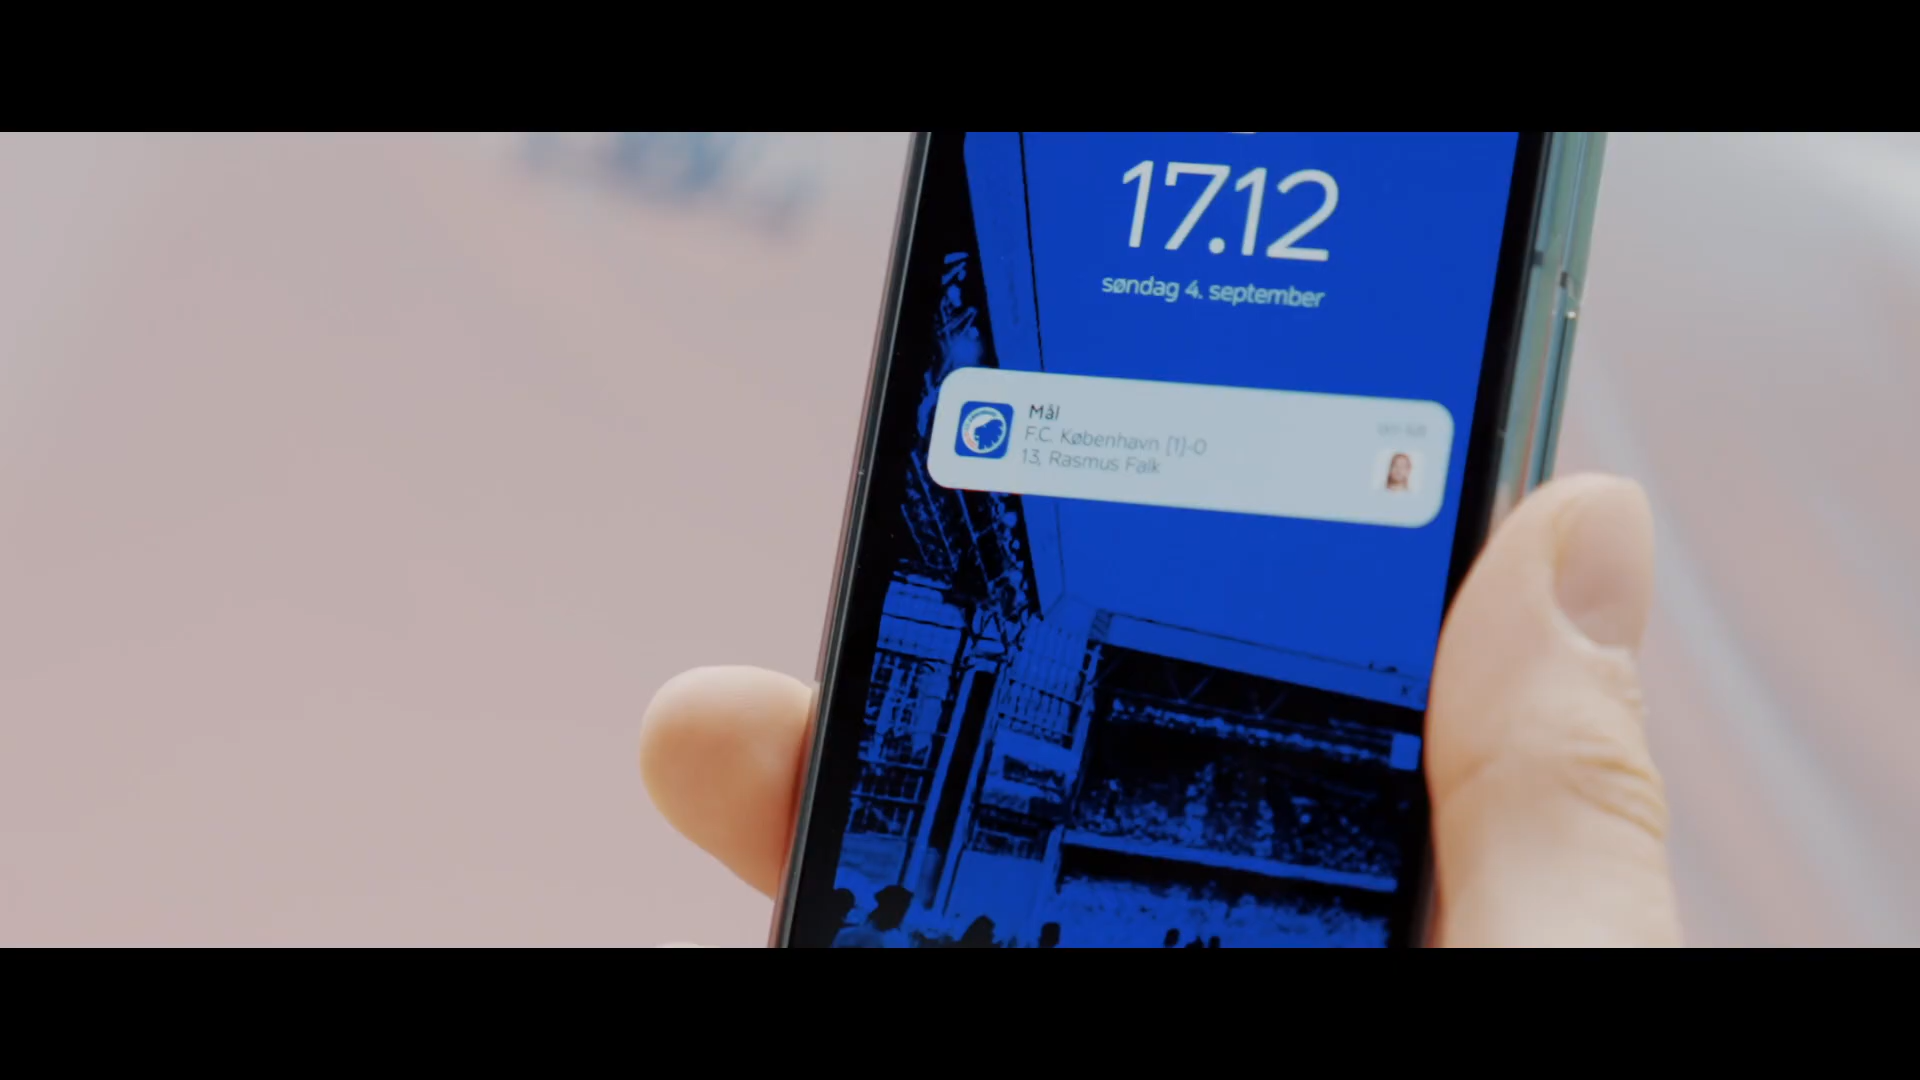 17.12
søndag 4. september
Mål
F.C. København [1]-0
13, Rasmus Falk